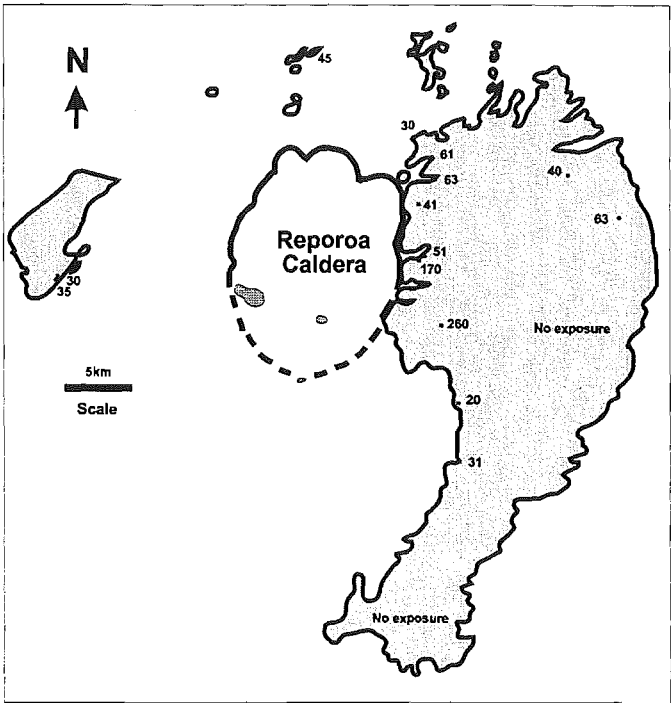 45
N
30
61
63
40
41
63
Reporoa
Caldera
51
170
30
35
260
No exposure
5km
Scale
20
31
No exposure